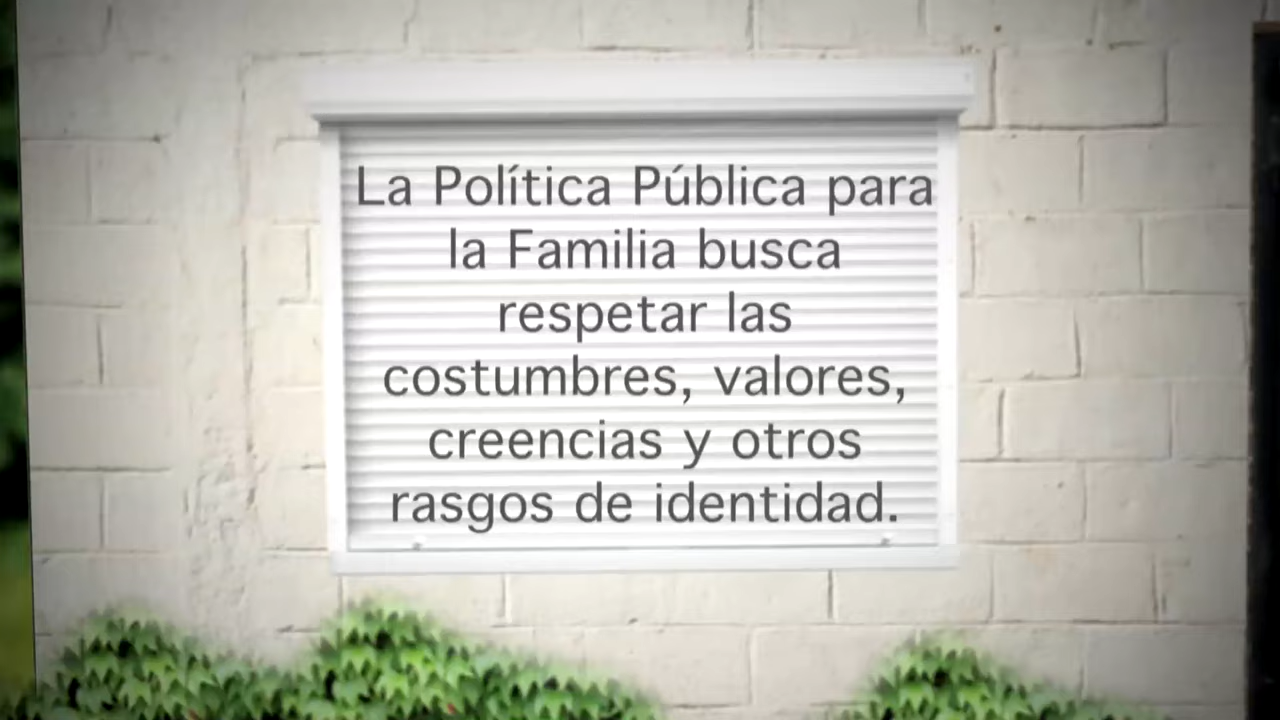 La Política Pública para
la Familia busca
respetar las
costumbres, valores,
creencias y otros
rasgos de identidad.